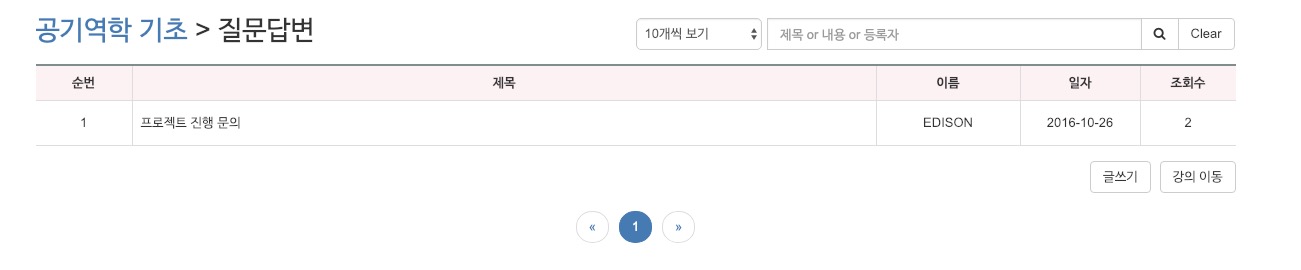 공기역학 기초 > 질문답변
10개씩 보기 제목 or 내용 or 등록자 Clear
순번 제목 이름 일자 조회수
1 프로젝트 진행 문의 EDISON 2016-10-26 2
글쓰기 강의 이동
« 1 »